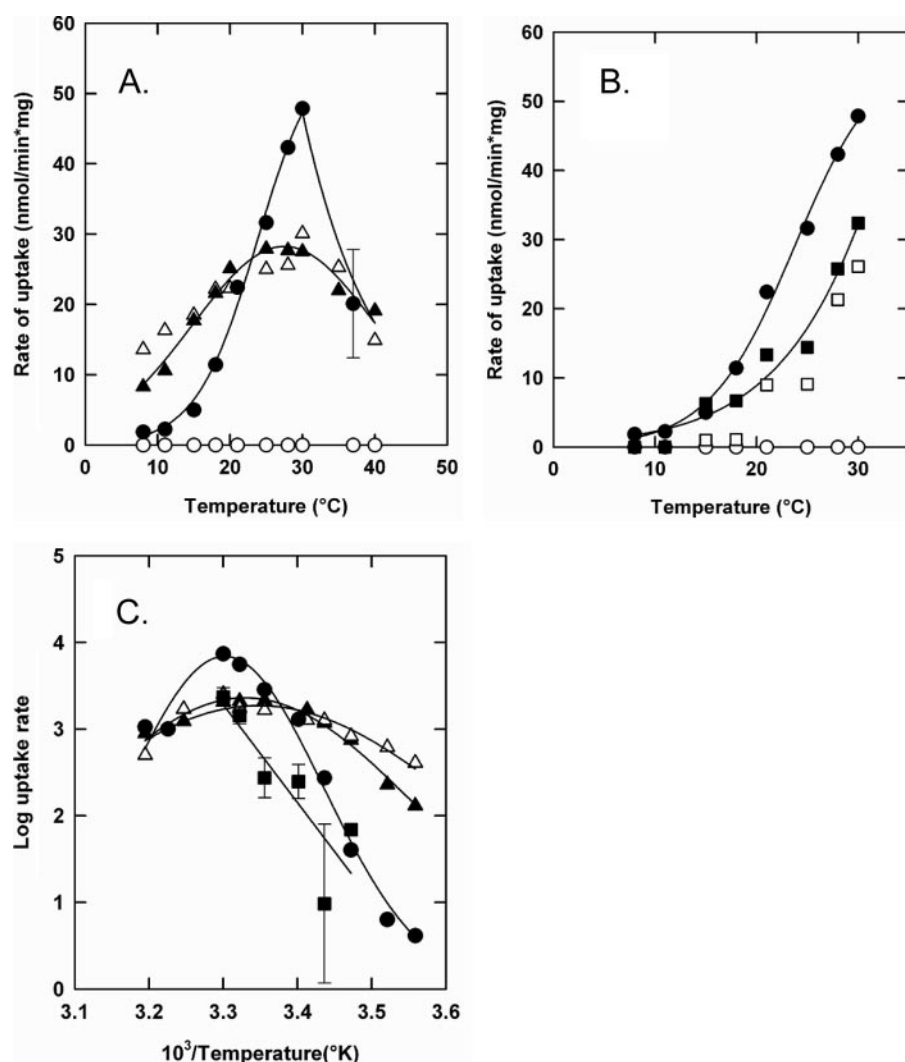 A.
Rate of uptake (nmol/min*mg)
60
50
40
30
20
10
0
0 10 20 30 40 50
Temperature (°C)
B.
Rate of uptake (nmol/min*mg)
60
50
40
30
20
10
0
0 10 20 30
Temperature (°C)
C.
Log uptake rate
5
4
3
2
1
0
3.1 3.2 3.3 3.4 3.5 3.6
10³/Temperature(°K)